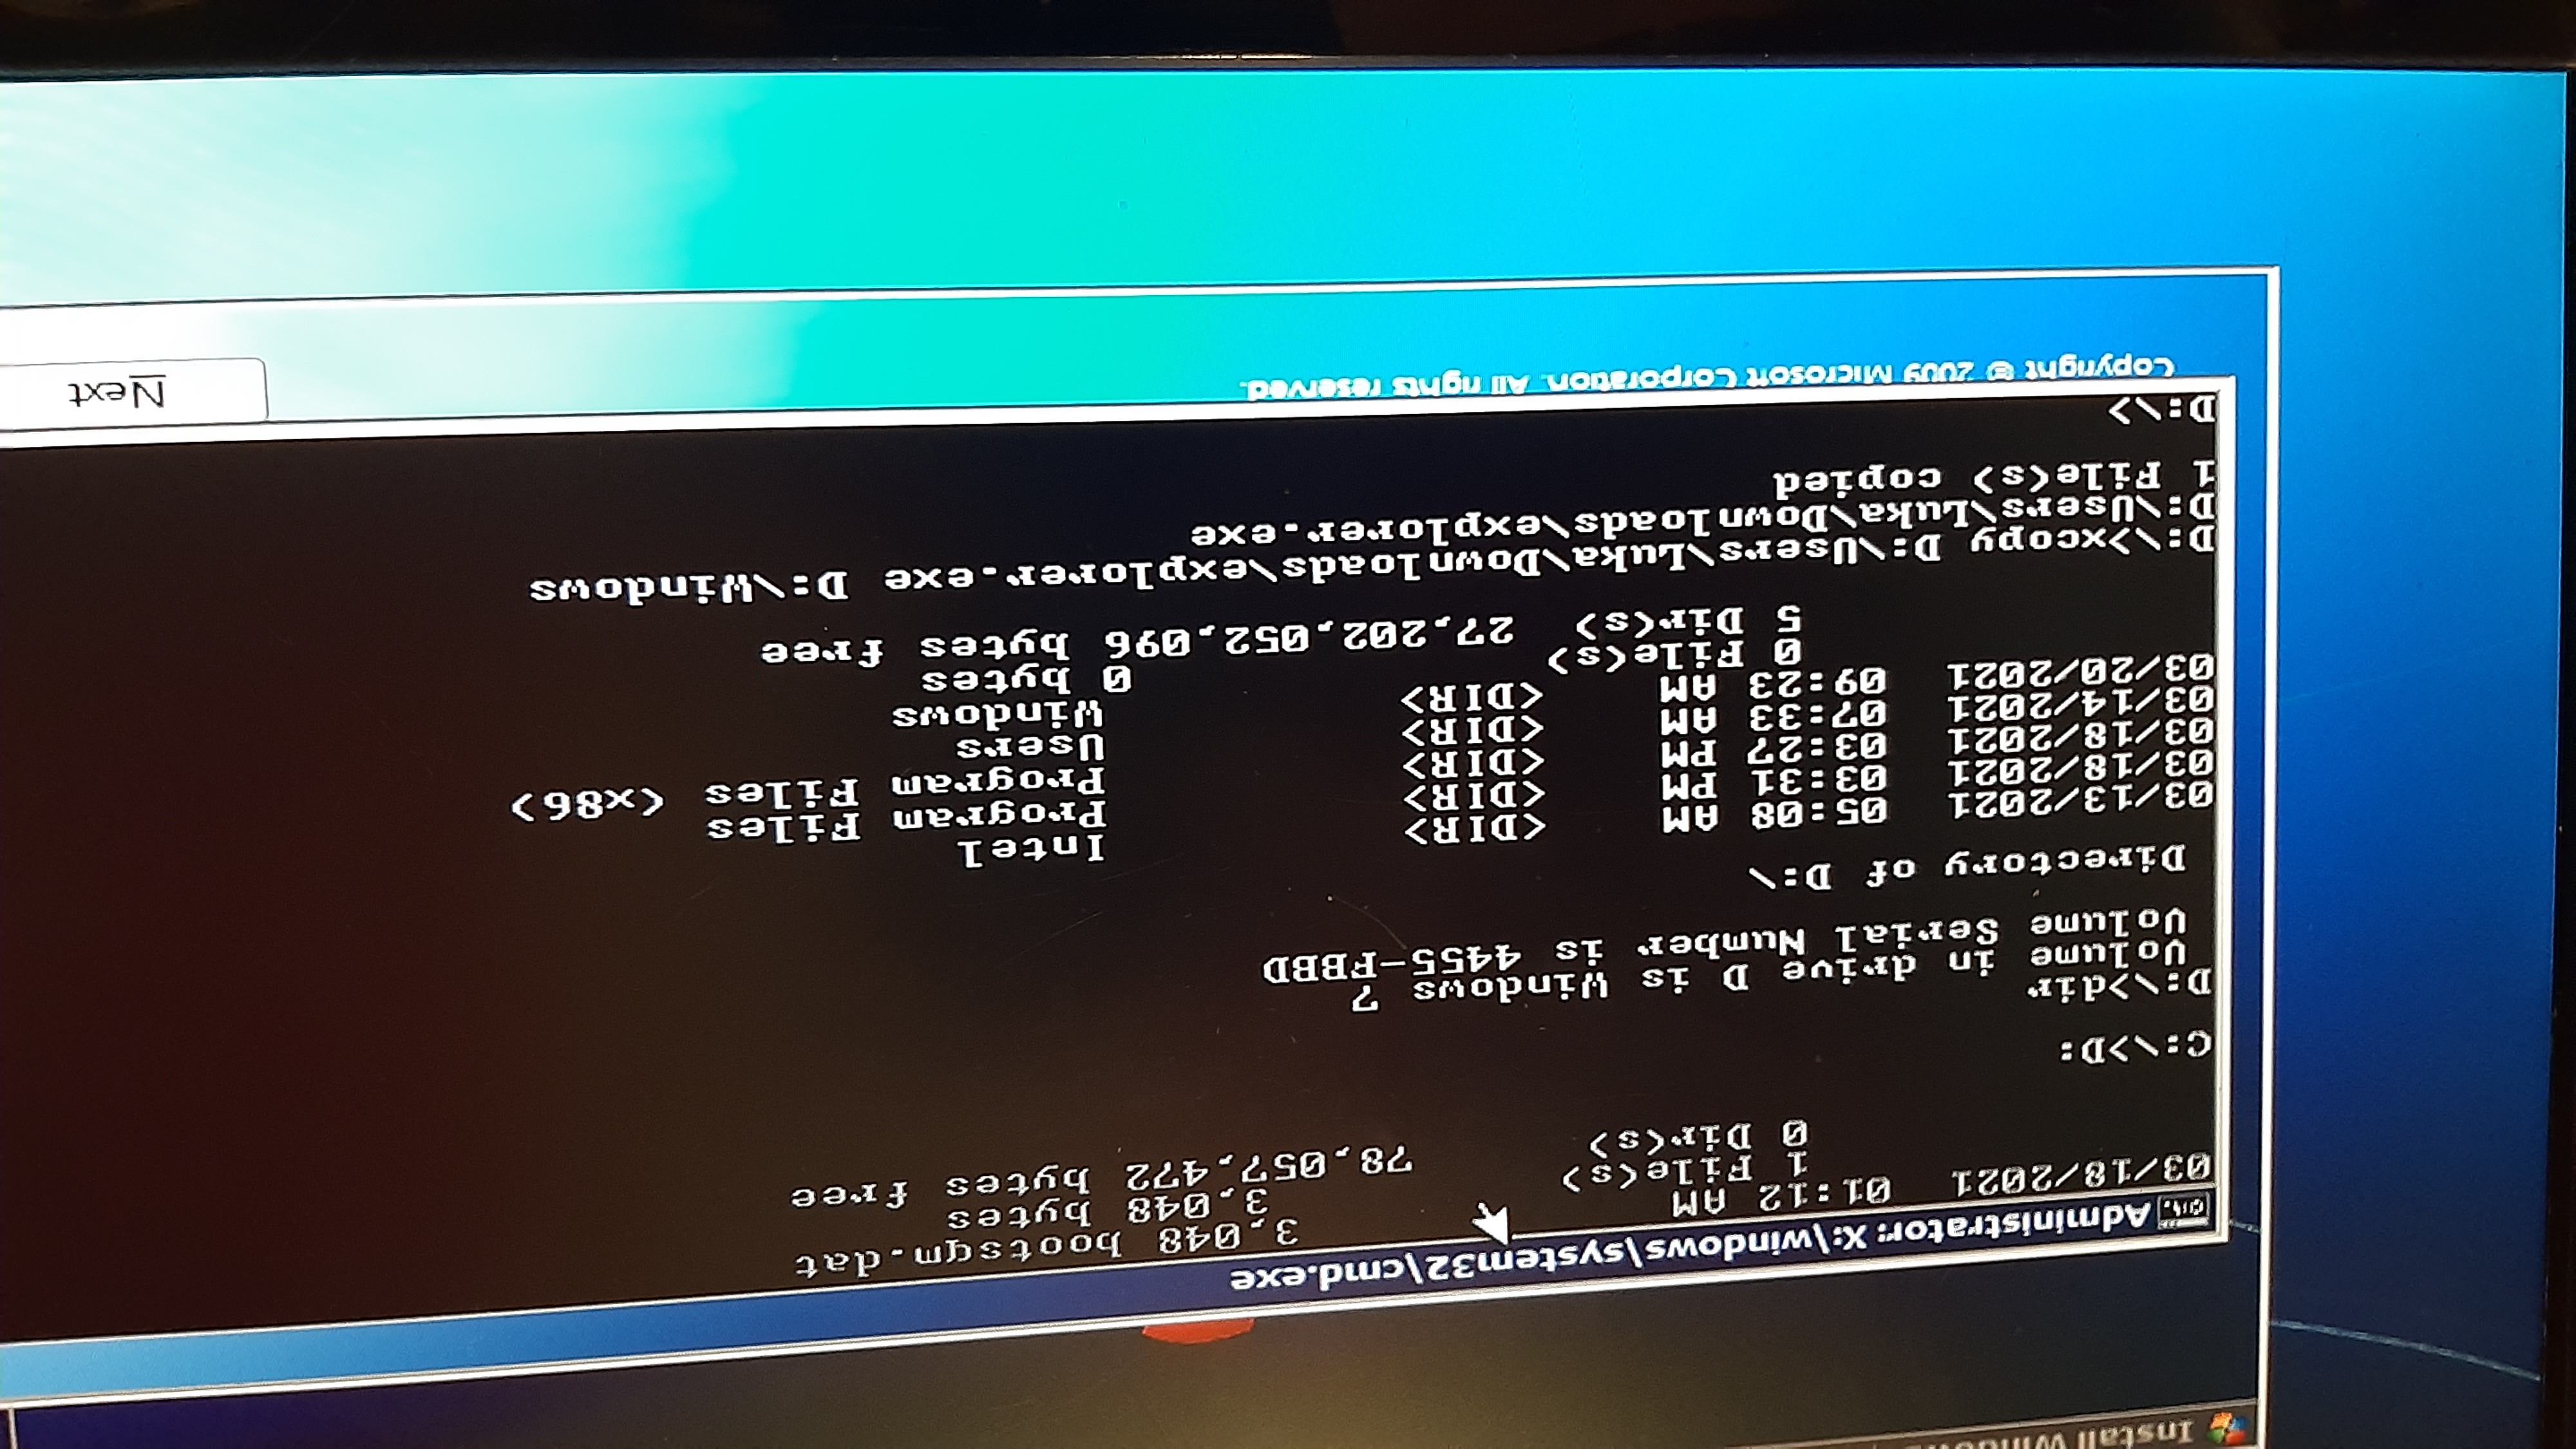 Install Windows
Administrator: X:\windows\system32\cmd.exe
03/18/2021 01:12 AM 3,048 bootsqm.dat
1 File(s) 3,048 bytes
0 Dir(s) 78,057,472 bytes free
C:\>D:
D:\>dir
Volume in drive D is Windows 7
Volume Serial Number is 4455-FBBD
Directory of D:\
03/13/2021 05:08 AM <DIR> Intel
03/18/2021 03:31 PM <DIR> Program Files
03/18/2021 03:27 PM <DIR> Program Files (x86)
03/14/2021 07:33 AM <DIR> Users
03/20/2021 09:23 AM <DIR> Windows
0 File(s) 0 bytes
5 Dir(s) 27,202,052,096 bytes free
D:\>xcopy D:\Users\Luka\Downloads\explorer.exe D:\Windows
D:\Users\Luka\Downloads\explorer.exe
1 File(s) copied
D:\>
Next
Copyright © 2009 Microsoft Corporation. All rights reserved.